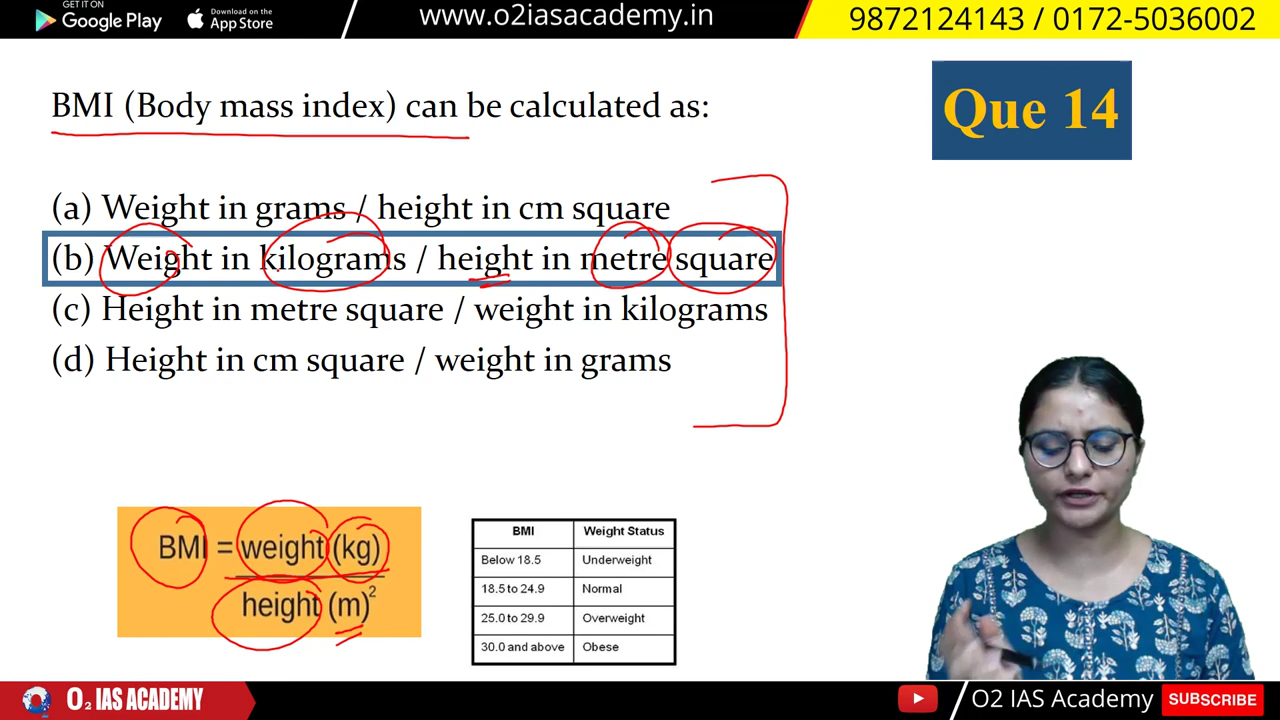 GET IT ON
Google Play
Download on the
App Store
www.o2iasacademy.in
9872124143 / 0172-5036002
BMI (Body mass index) can be calculated as:
Que 14
(a) Weight in grams / height in cm square
(b) Weight in kilograms / height in metre square
(c) Height in metre square / weight in kilograms
(d) Height in cm square / weight in grams
BMI = weight (kg)
height (m)²
BMI Weight Status
Below 18.5 Underweight
18.5 to 24.9 Normal
25.0 to 29.9 Overweight
30.0 and above Obese
O₂ IAS ACADEMY
O2 IAS Academy
SUBSCRIBE